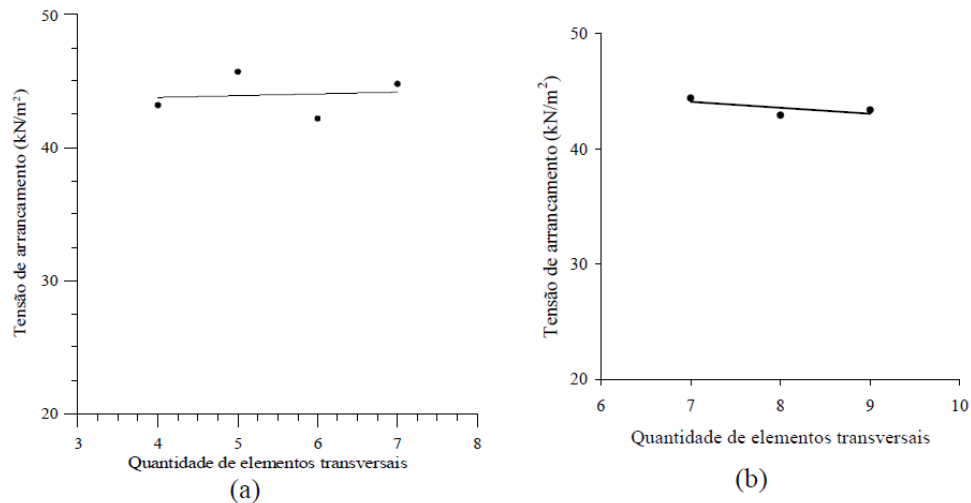 Tensão de arrancamento (kN/m²)
50
40
30
20
3 4 5 6 7 8
Quantidade de elementos transversais
(a)
Tensão de arrancamento (kN/m²)
50
40
30
20
6 7 8 9 10
Quantidade de elementos transversais
(b)